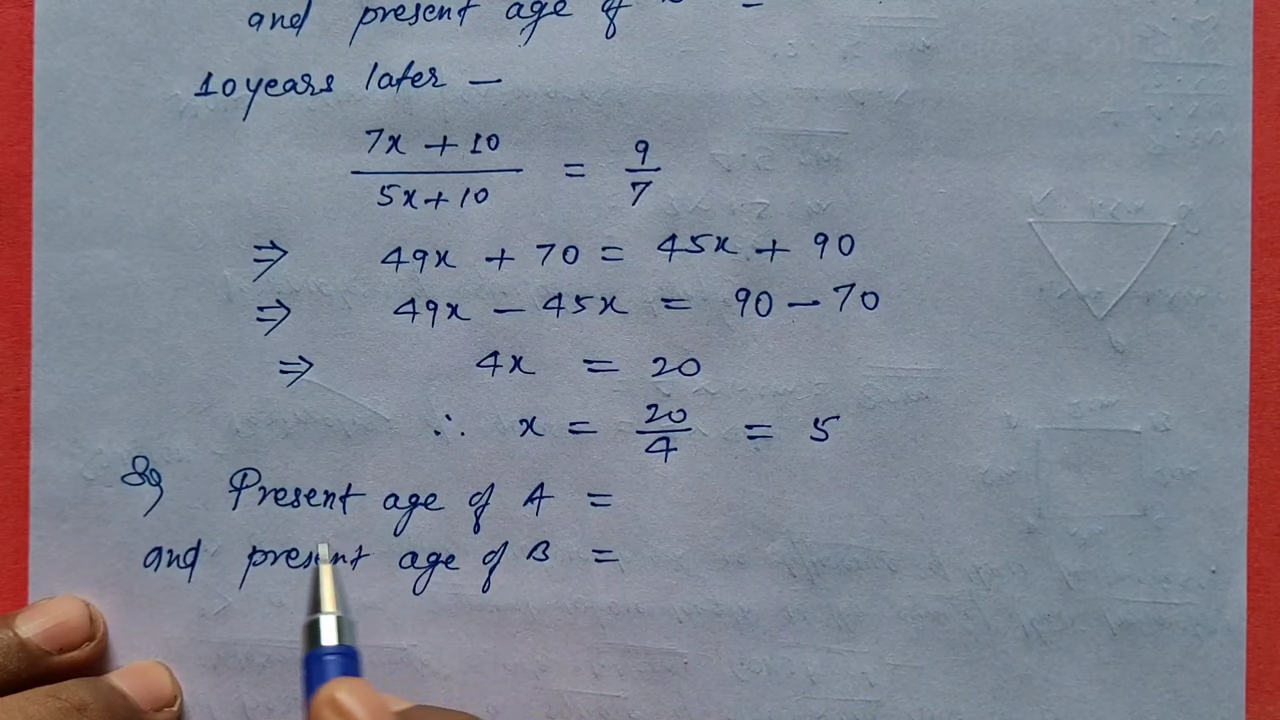 and present age of
10 years later —
7x + 10 / 5x + 10 = 9 / 7
⇒ 49x + 70 = 45x + 90
⇒ 49x – 45x = 90 – 70
⇒ 4x = 20
∴ x = 20 / 4 = 5
So Present age of A =
and present age of B =